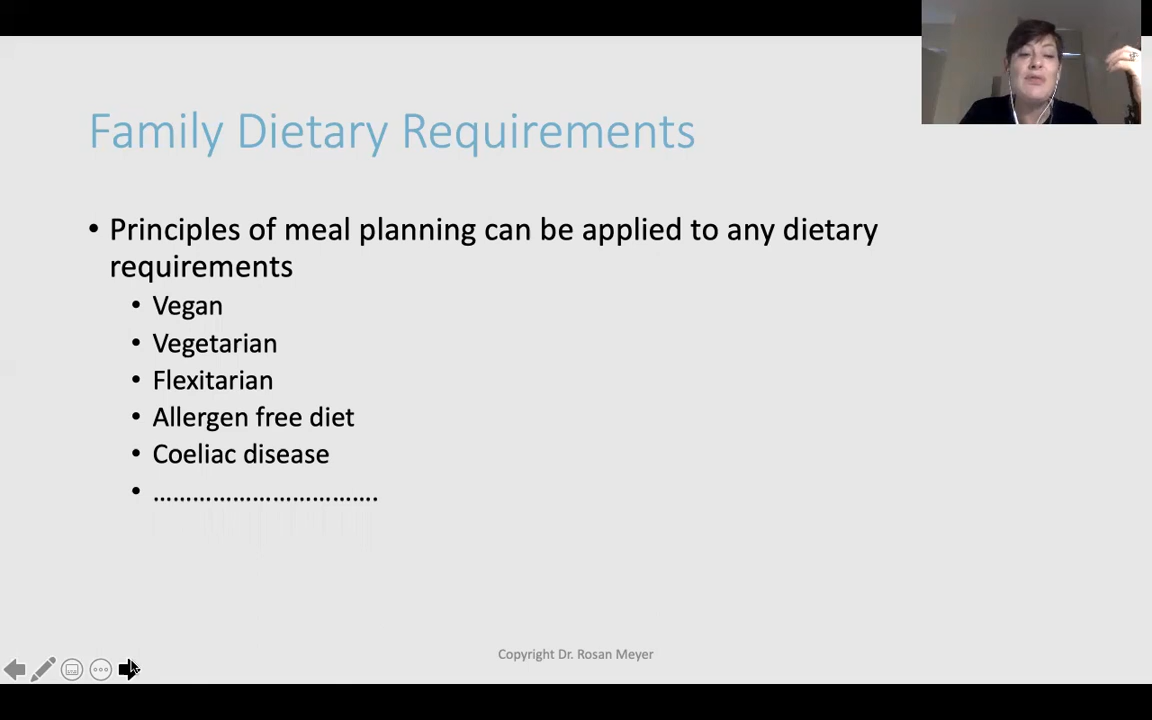 Family Dietary Requirements
• Principles of meal planning can be applied to any dietary
requirements
• Vegan
• Vegetarian
• Flexitarian
• Allergen free diet
• Coeliac disease
• ……………………………….
Copyright Dr. Rosan Meyer